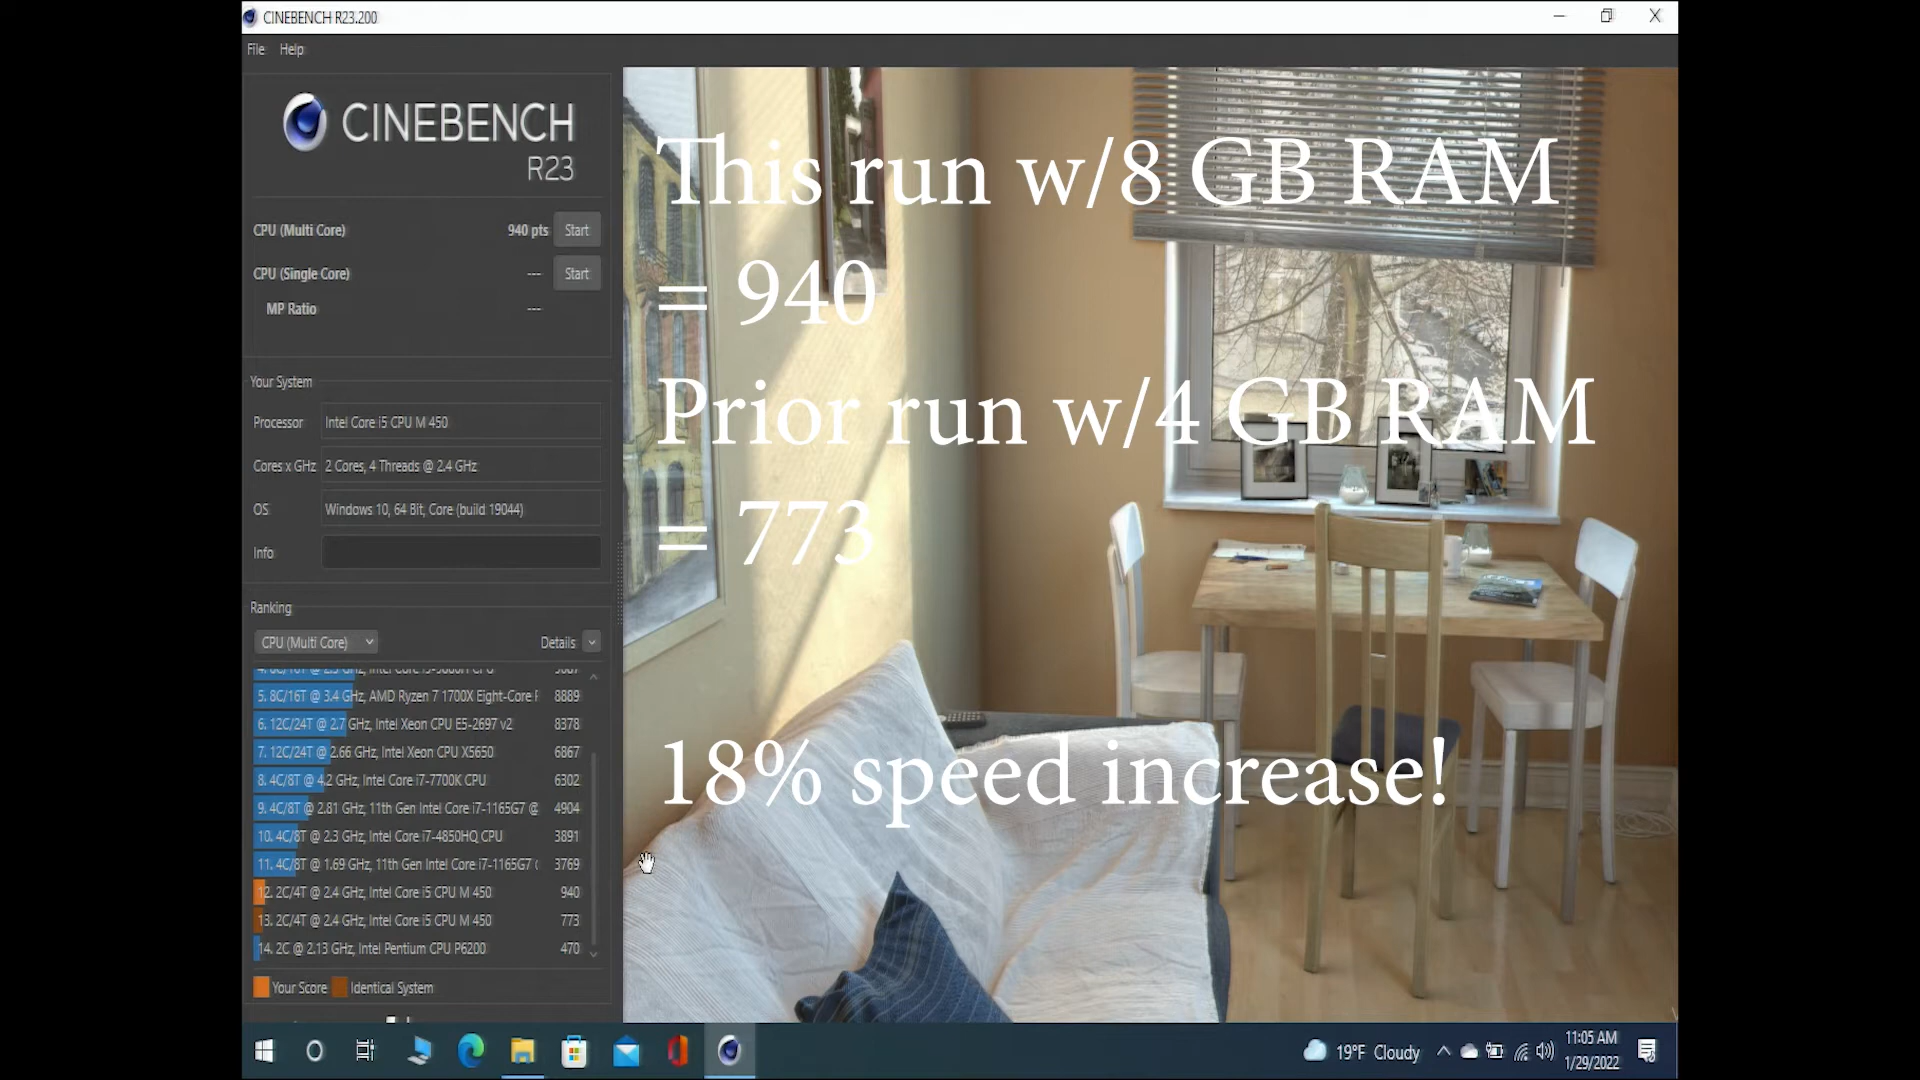 CINEBENCH R23.200
File Help
CINEBENCH
R23
CPU (Multi Core) 940 pts Start
CPU (Single Core) --- Start
MP Ratio ---
Your System
Processor Intel Core i5 CPU M 450
Cores x GHz 2 Cores, 4 Threads @ 2.4 GHz
OS Windows 10, 64 Bit, Core (build 19044)
Info
Ranking
CPU (Multi Core) Details
5. 8C/16T @ 3.4 GHz, AMD Ryzen 7 1700X Eight-Core 8889
6. 12C/24T @ 2.7 GHz, Intel Xeon CPU E5-2697 v2 8378
7. 12C/24T @ 2.66 GHz, Intel Xeon CPU X5650 6867
8. 4C/8T @ 4.2 GHz, Intel Core i7-7700K CPU 6302
9. 4C/8T @ 2.81 GHz, 11th Gen Intel Core i7-1165G7 @ 4904
10. 4C/8T @ 2.3 GHz, Intel Core i7-4850HQ CPU 3891
11. 4C/8T @ 1.69 GHz, 11th Gen Intel Core i7-1165G7 3769
12. 2C/4T @ 2.4 GHz, Intel Core i5 CPU M 450 940
13. 2C/4T @ 2.4 GHz, Intel Core i5 CPU M 450 773
14. 2C @ 2.13 GHz, Intel Pentium CPU P6200 470
Your Score Identical System
This run w/8 GB RAM
= 940
Prior run w/4 GB RAM
= 773
18% speed increase!
19°F Cloudy
11:05 AM
1/29/2022